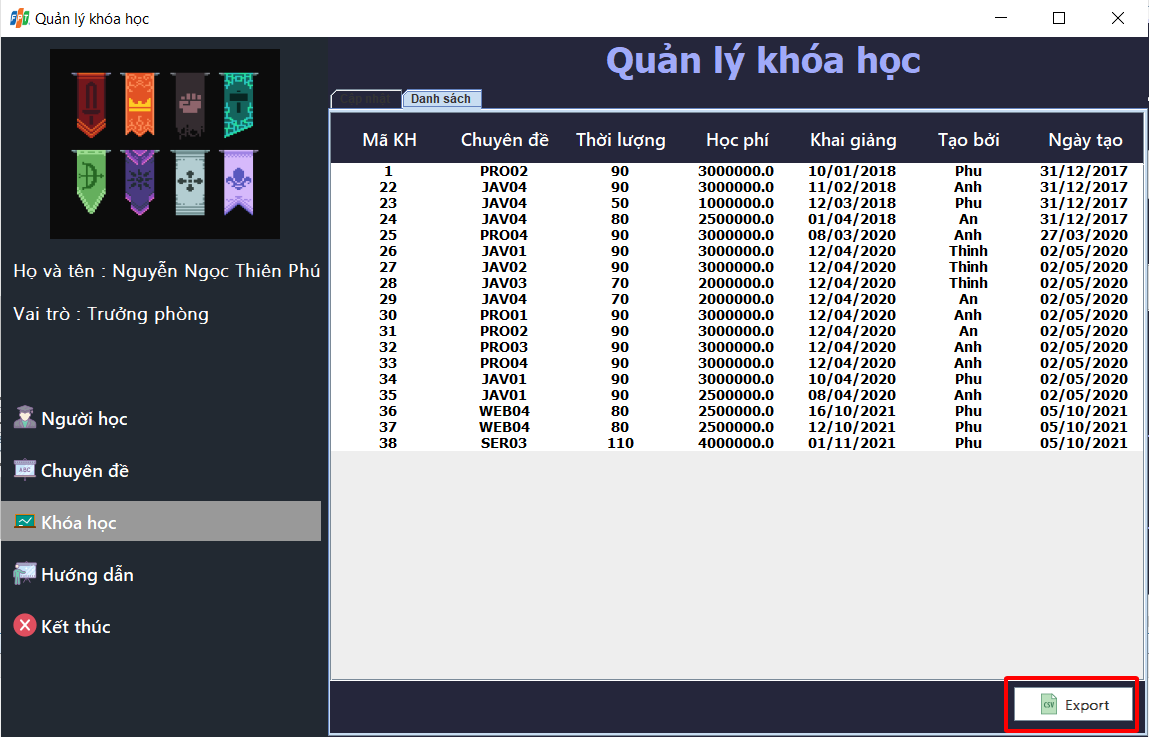 FPT Quản lý khóa học
Quản lý khóa học
Cập nhật Danh sách
Mã KH Chuyên đề Thời lượng Học phí Khai giảng Tạo bởi Ngày tạo
1 PRO02 90 3000000.0 10/01/2018 Phu 31/12/2017
22 JAV04 90 3000000.0 11/02/2018 Anh 31/12/2017
23 JAV04 50 1000000.0 12/03/2018 Phu 31/12/2017
24 JAV04 80 2500000.0 01/04/2018 An 31/12/2017
25 PRO04 90 3000000.0 08/03/2020 Anh 27/03/2020
26 JAV01 90 3000000.0 12/04/2020 Thinh 02/05/2020
27 JAV02 90 3000000.0 12/04/2020 Thinh 02/05/2020
28 JAV03 70 2000000.0 12/04/2020 Thinh 02/05/2020
29 JAV04 70 2000000.0 12/04/2020 An 02/05/2020
30 PRO01 90 3000000.0 12/04/2020 Anh 02/05/2020
31 PRO02 90 3000000.0 12/04/2020 An 02/05/2020
32 PRO03 90 3000000.0 12/04/2020 Anh 02/05/2020
33 PRO04 90 3000000.0 12/04/2020 Anh 02/05/2020
34 JAV01 90 3000000.0 10/04/2020 Phu 02/05/2020
35 JAV01 90 2500000.0 08/04/2020 Anh 02/05/2020
36 WEB04 80 2500000.0 16/10/2021 Phu 05/10/2021
37 WEB04 80 2500000.0 12/10/2021 Phu 05/10/2021
38 SER03 110 4000000.0 01/11/2021 Phu 05/10/2021
Họ và tên : Nguyễn Ngọc Thiên Phú
Vai trò : Trưởng phòng
Người học
ABC Chuyên đề
Khóa học
Hướng dẫn
Kết thúc
CSV Export